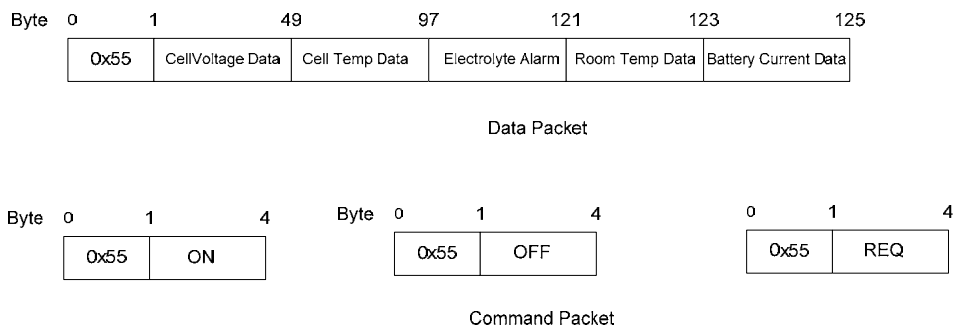 Byte 0 1 49 97 121 123 125
0x55 CellVoltage Data Cell Temp Data Electrolyte Alarm Room Temp Data Battery Current Data
Data Packet
Byte 0 1 4 Byte 0 1 4 0 1 4
0x55 ON 0x55 OFF 0x55 REQ
Command Packet